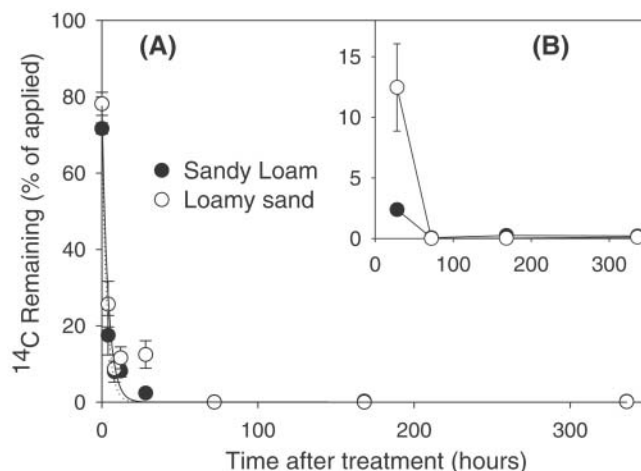 100
80
60
40
20
0
¹⁴C Remaining (% of applied)
(A)
Sandy Loam
Loamy sand
(B)
15
10
5
0
0 100 200 300
0 100 200 300
Time after treatment (hours)